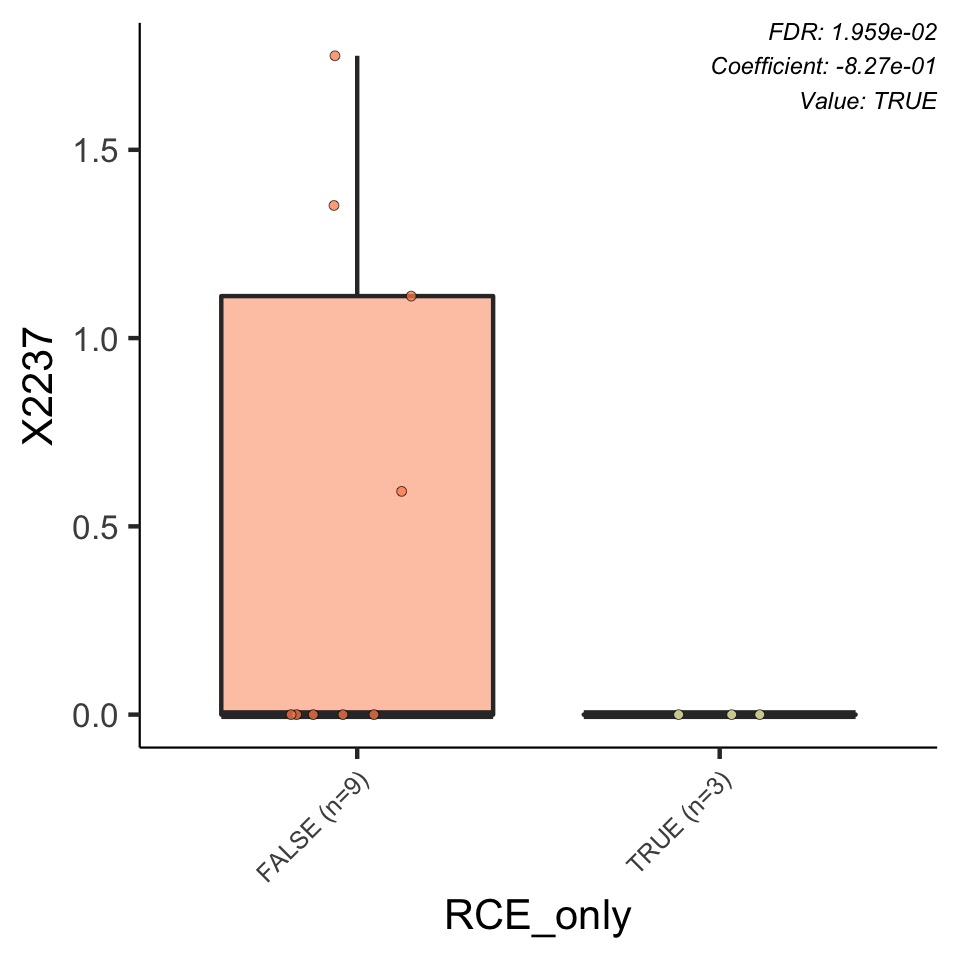 FDR: 1.959e-02
Coefficient: -8.27e-01
Value: TRUE
X2237
1.5
1.0
0.5
0.0
FALSE (n=9)
TRUE (n=3)
RCE_only